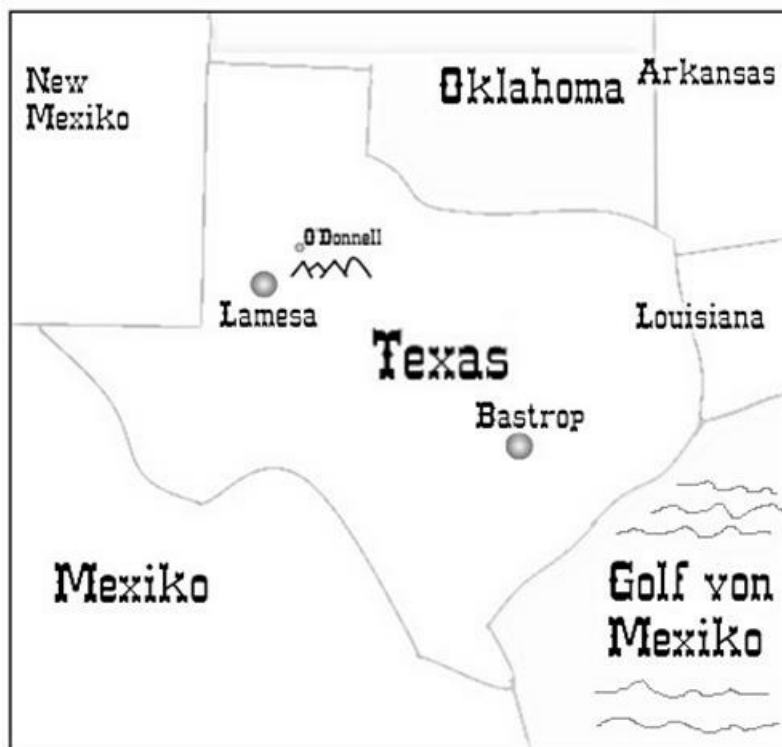 New
Mexiko
Oklahoma
Arkansas
O'Donnell
Lamesa
Louisiana
Texas
Bastrop
Mexiko
Golf von
Mexiko